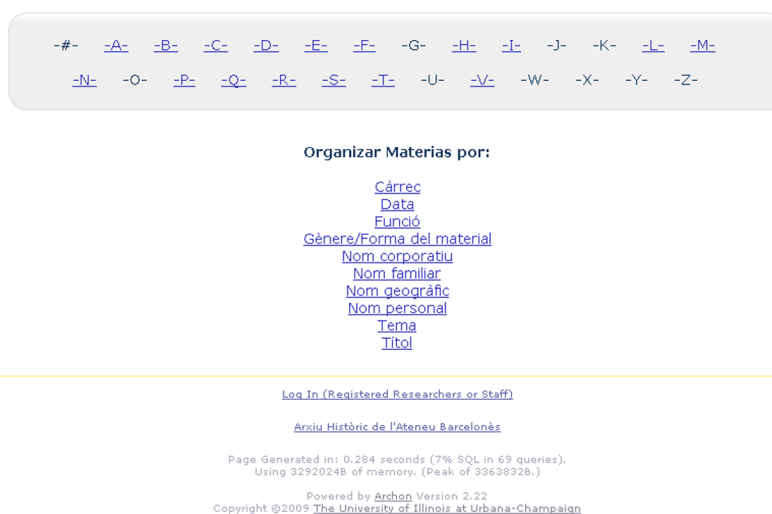 -#- -A- -B- -C- -D- -E- -F- -G- -H- -I- -J- -K- -L- -M-
-N- -O- -P- -Q- -R- -S- -T- -U- -V- -W- -X- -Y- -Z-
Organizar Materias por:
Càrrec
Data
Funció
Gènere/Forma del material
Nom corporatiu
Nom familiar
Nom geogràfic
Nom personal
Tema
Títol
Log In (Registered Researchers or Staff)
Arxiu Històric de l'Ateneu Barcelonès
Page Generated in: 0.284 seconds (7% SQL in 69 queries).
Using 3292024B of memory. (Peak of 3363832B.)
Powered by Archon Version 2.22
Copyright ©2009 The University of Illinois at Urbana-Champaign